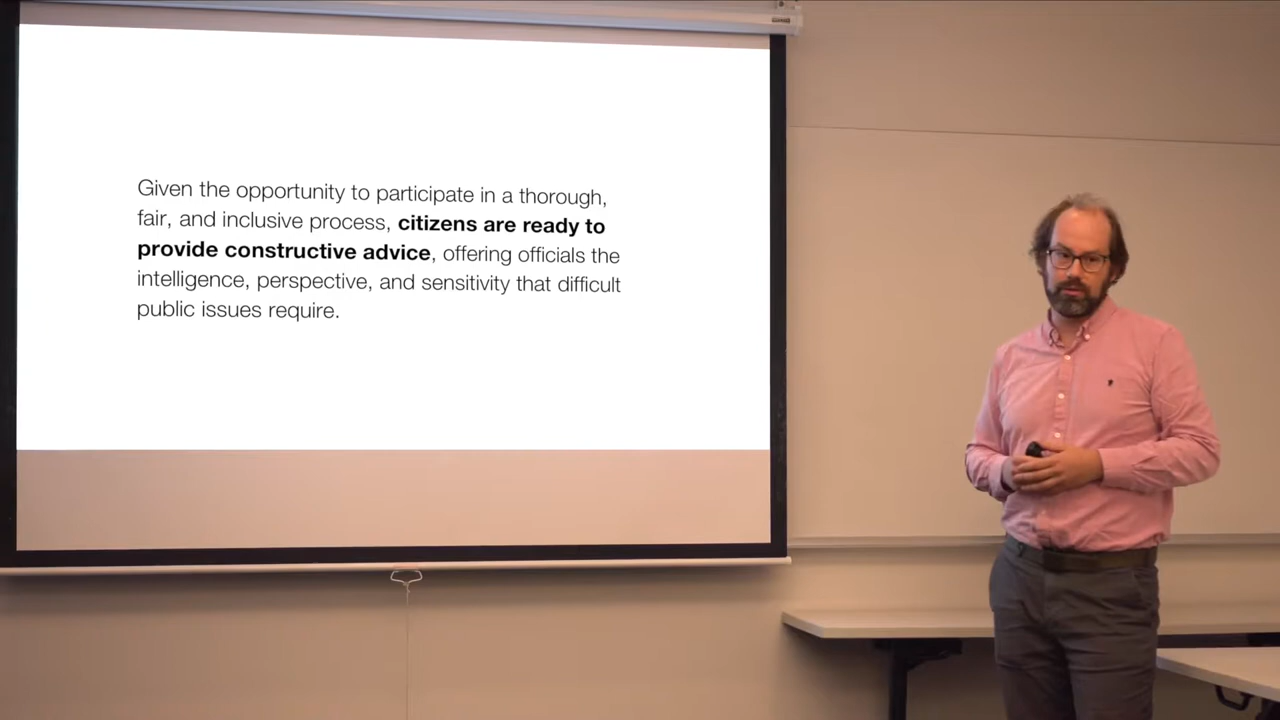 Given the opportunity to participate in a thorough,
fair, and inclusive process, citizens are ready to
provide constructive advice, offering officials the
intelligence, perspective, and sensitivity that difficult
public issues require.